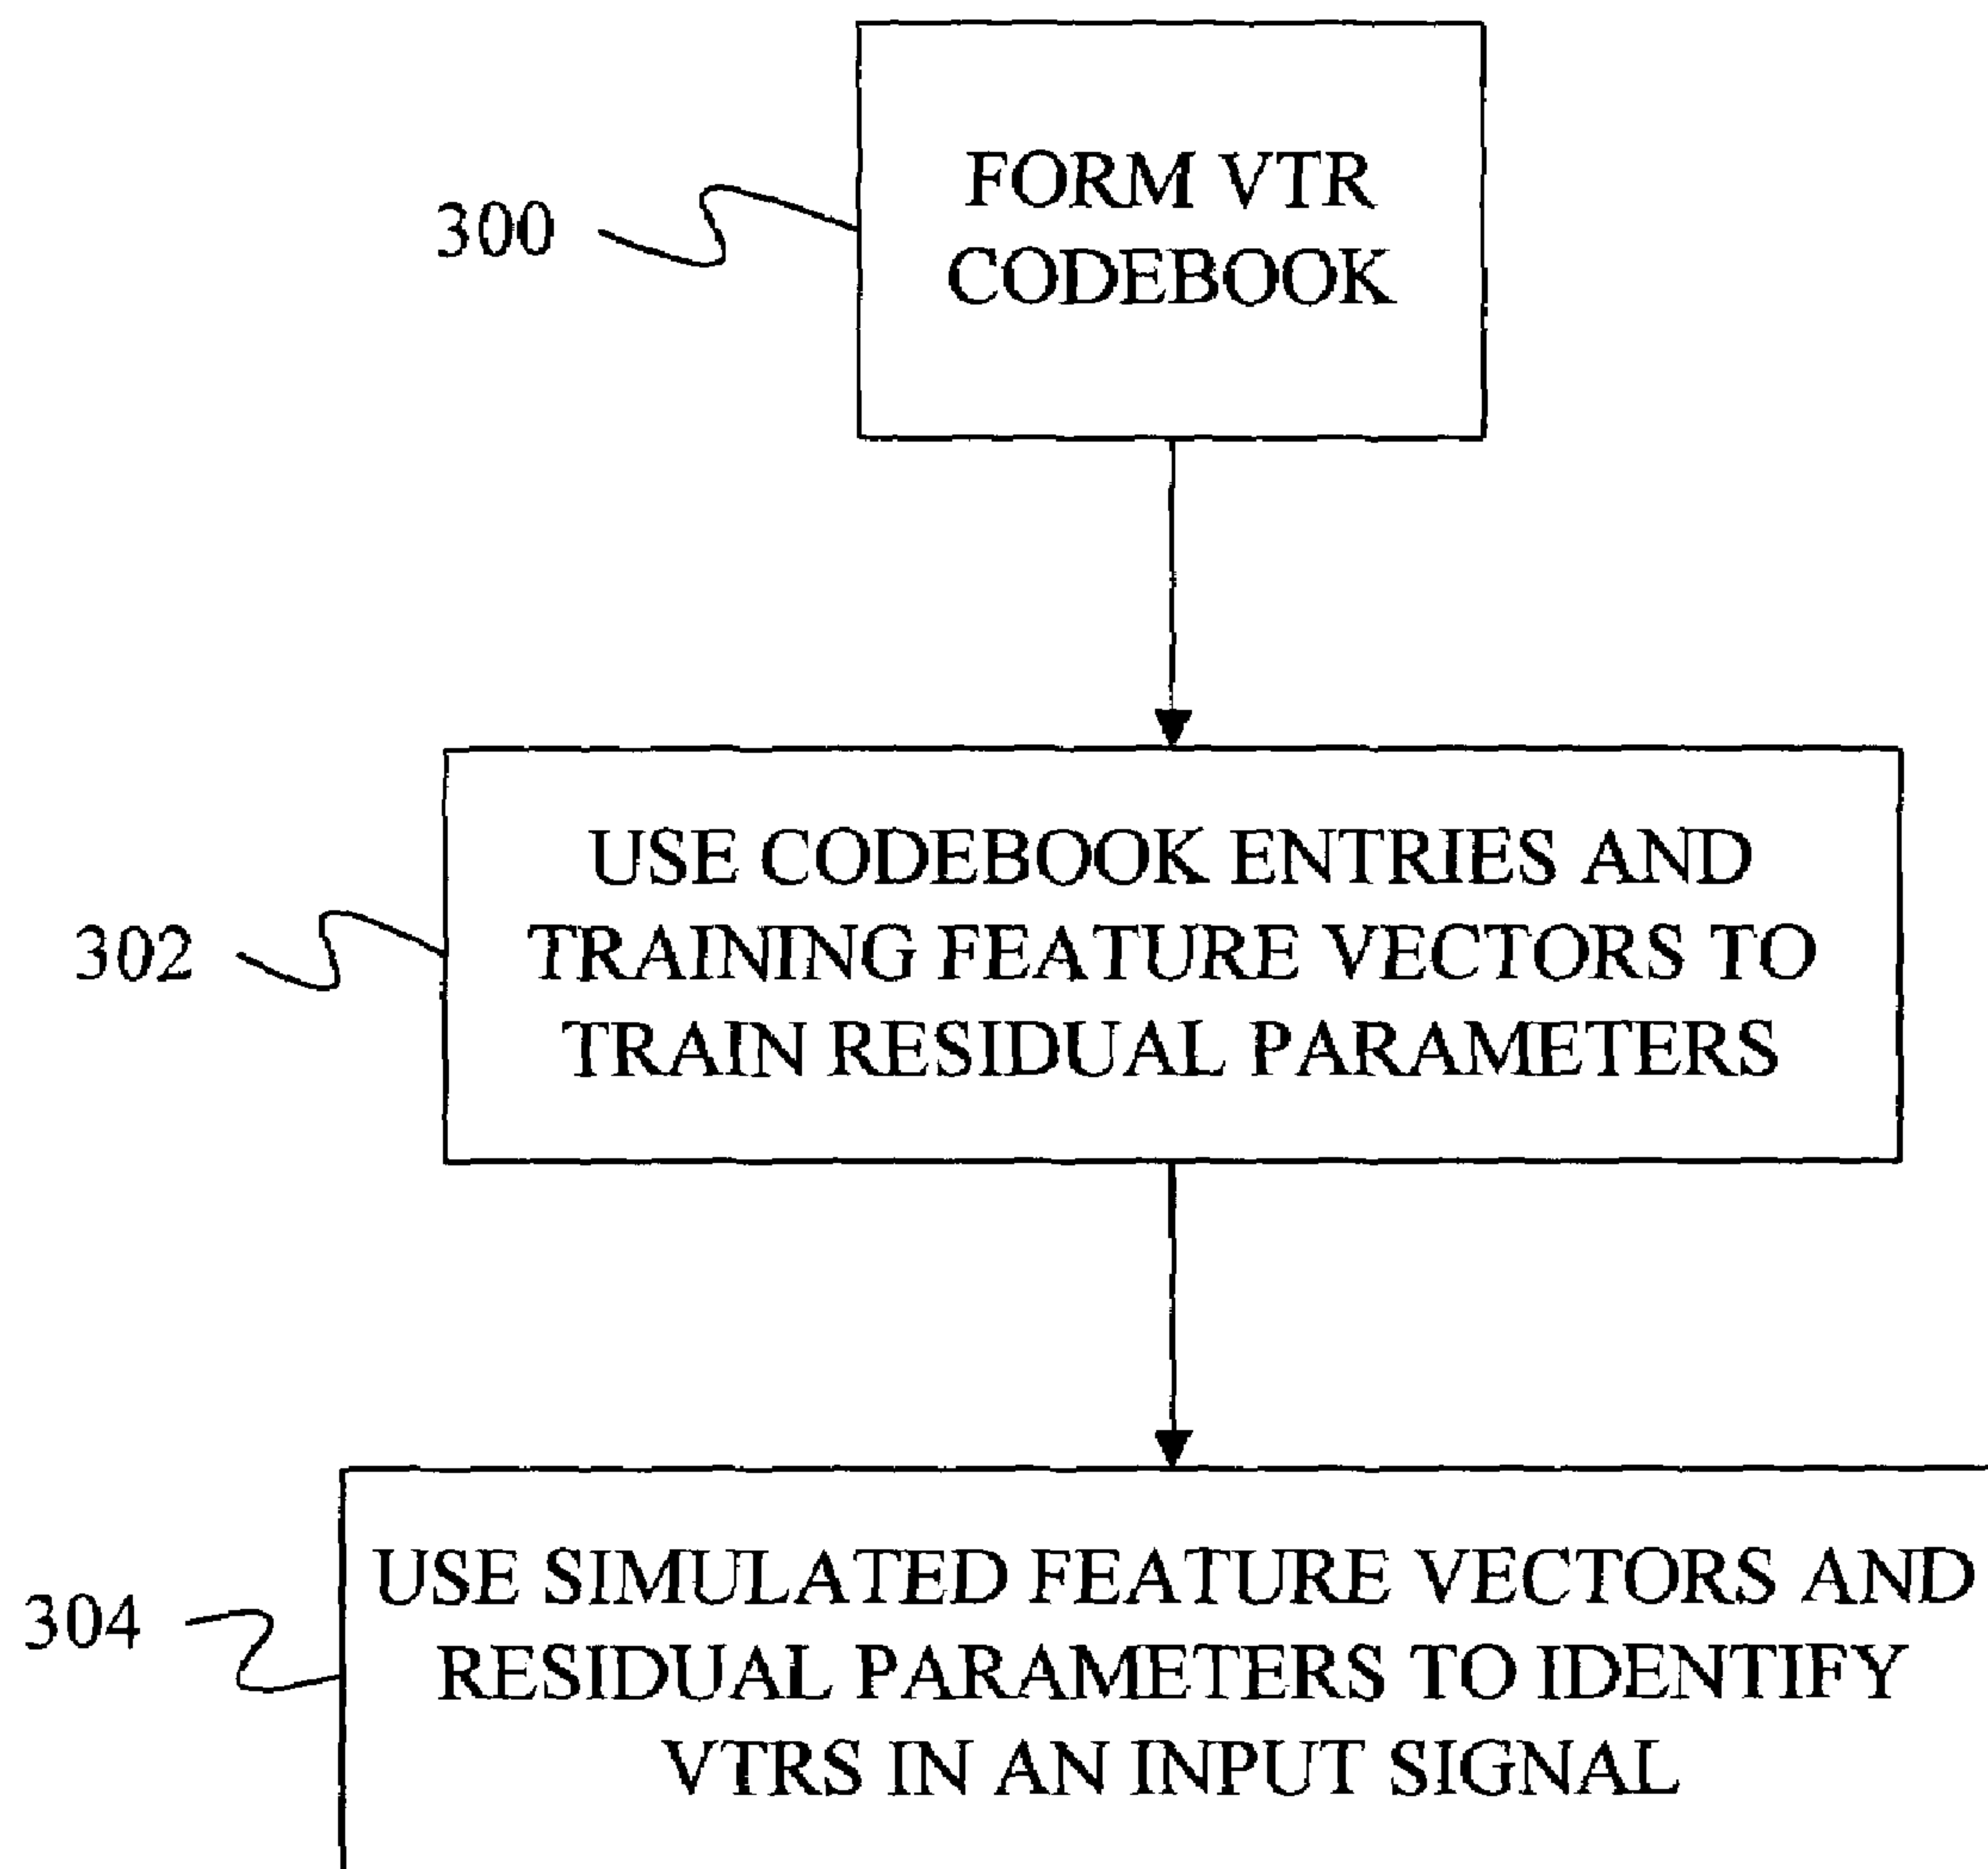 300
FORM VTR
CODEBOOK
302
USE CODEBOOK ENTRIES AND
TRAINING FEATURE VECTORS TO
TRAIN RESIDUAL PARAMETERS
304
USE SIMULATED FEATURE VECTORS AND
RESIDUAL PARAMETERS TO IDENTIFY
VTRS IN AN INPUT SIGNAL